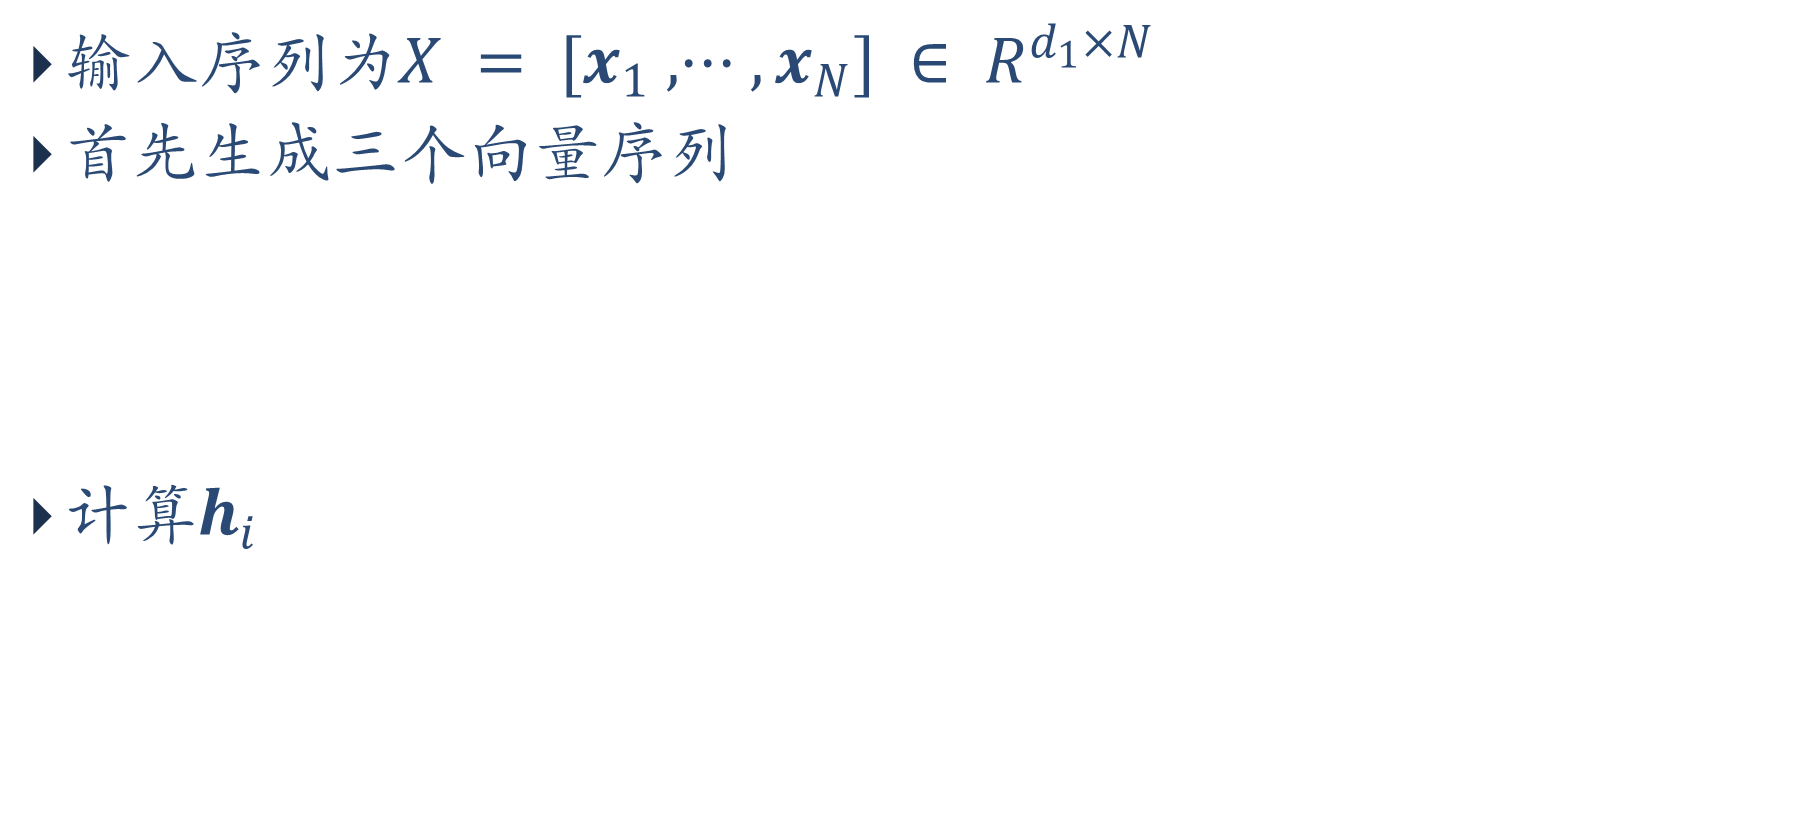 输入序列为X = [x₁ ,⋯ , x_N] ∈ R^{d₁×N}
首先生成三个向量序列
计算hᵢ